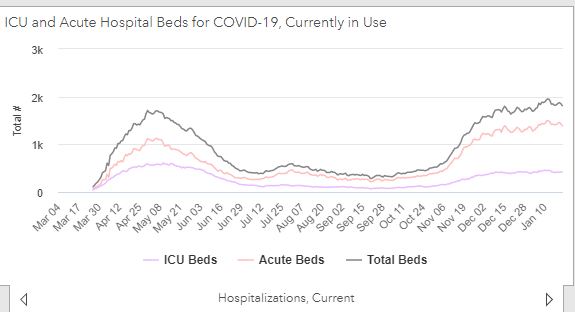 ICU and Acute Hospital Beds for COVID-19, Currently in Use
3k
2k
1k
0
Total #
Mar 04
Mar 17
Mar 30
Apr 12
Apr 25
May 08
May 21
Jun 03
Jun 16
Jun 29
Jul 12
Jul 25
Aug 07
Aug 20
Sep 02
Sep 15
Sep 28
Oct 11
Oct 24
Nov 06
Nov 19
Dec 02
Dec 15
Dec 28
Jan 10
ICU Beds
Acute Beds
Total Beds
Hospitalizations, Current